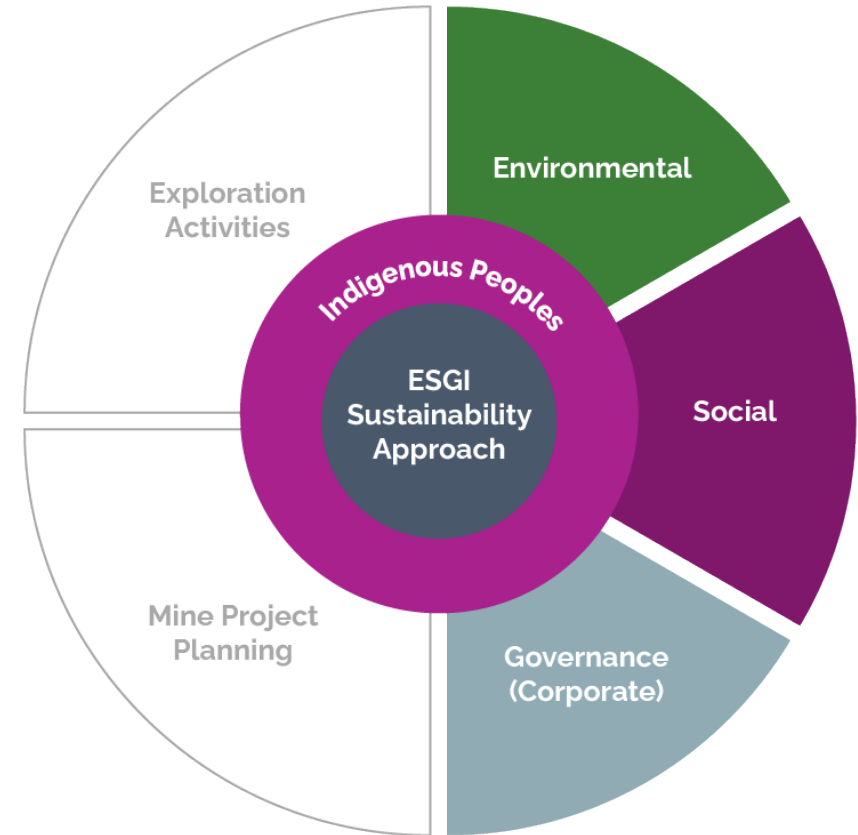 Exploration
Activities
Environmental
Indigenous Peoples
ESGI
Sustainability
Approach
Social
Mine Project
Planning
Governance
(Corporate)